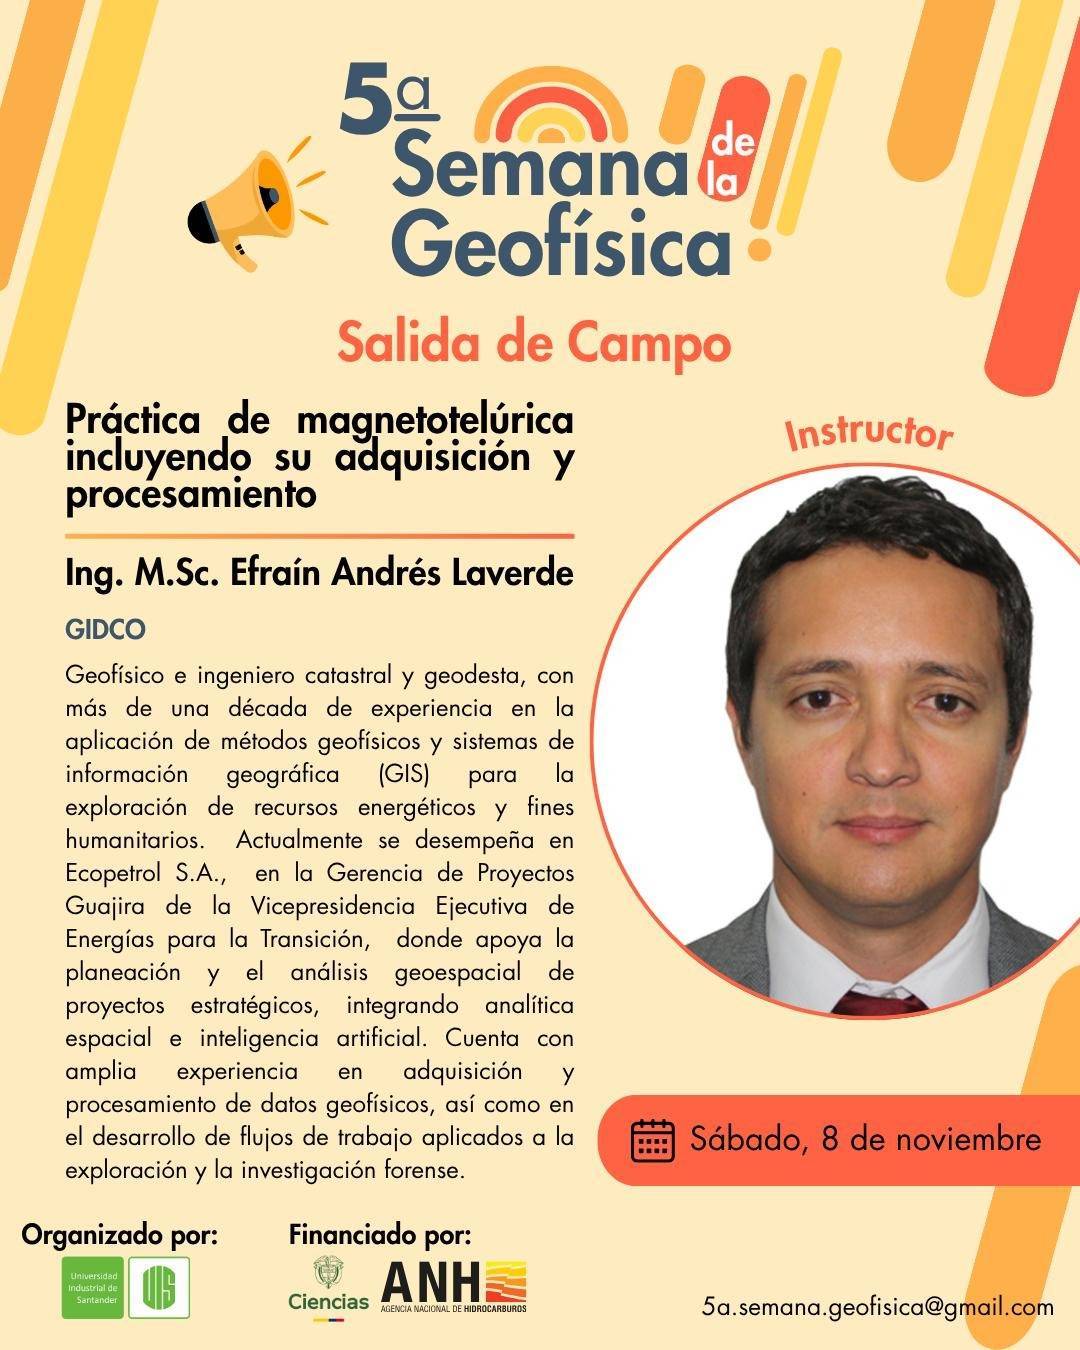 5ª
Semana de la
Geofísica
Salida de Campo
Práctica de magnetotelúrica
incluyendo su adquisición y
procesamiento
Instructor
Ing. M.Sc. Efraín Andrés Laverde
GIDCO
Geofísico e ingeniero catastral y geodesta, con
más de una década de experiencia en la
aplicación de métodos geofísicos y sistemas de
información geográfica (GIS) para la
exploración de recursos energéticos y fines
humanitarios. Actualmente se desempeña en
Ecopetrol S.A., en la Gerencia de Proyectos
Guajira de la Vicepresidencia Ejecutiva de
Energías para la Transición, donde apoya la
planeación y el análisis geoespacial de
proyectos estratégicos, integrando analítica
espacial e inteligencia artificial. Cuenta con
amplia experiencia en adquisición y
procesamiento de datos geofísicos, así como en
el desarrollo de flujos de trabajo aplicados a la
exploración y la investigación forense.
Sábado, 8 de noviembre
Organizado por:
Universidad
Industrial de
Santander
UIS
Financiado por:
Ciencias
ANH
AGENCIA NACIONAL DE HIDROCARBUROS
5a.semana.geofisica@gmail.com